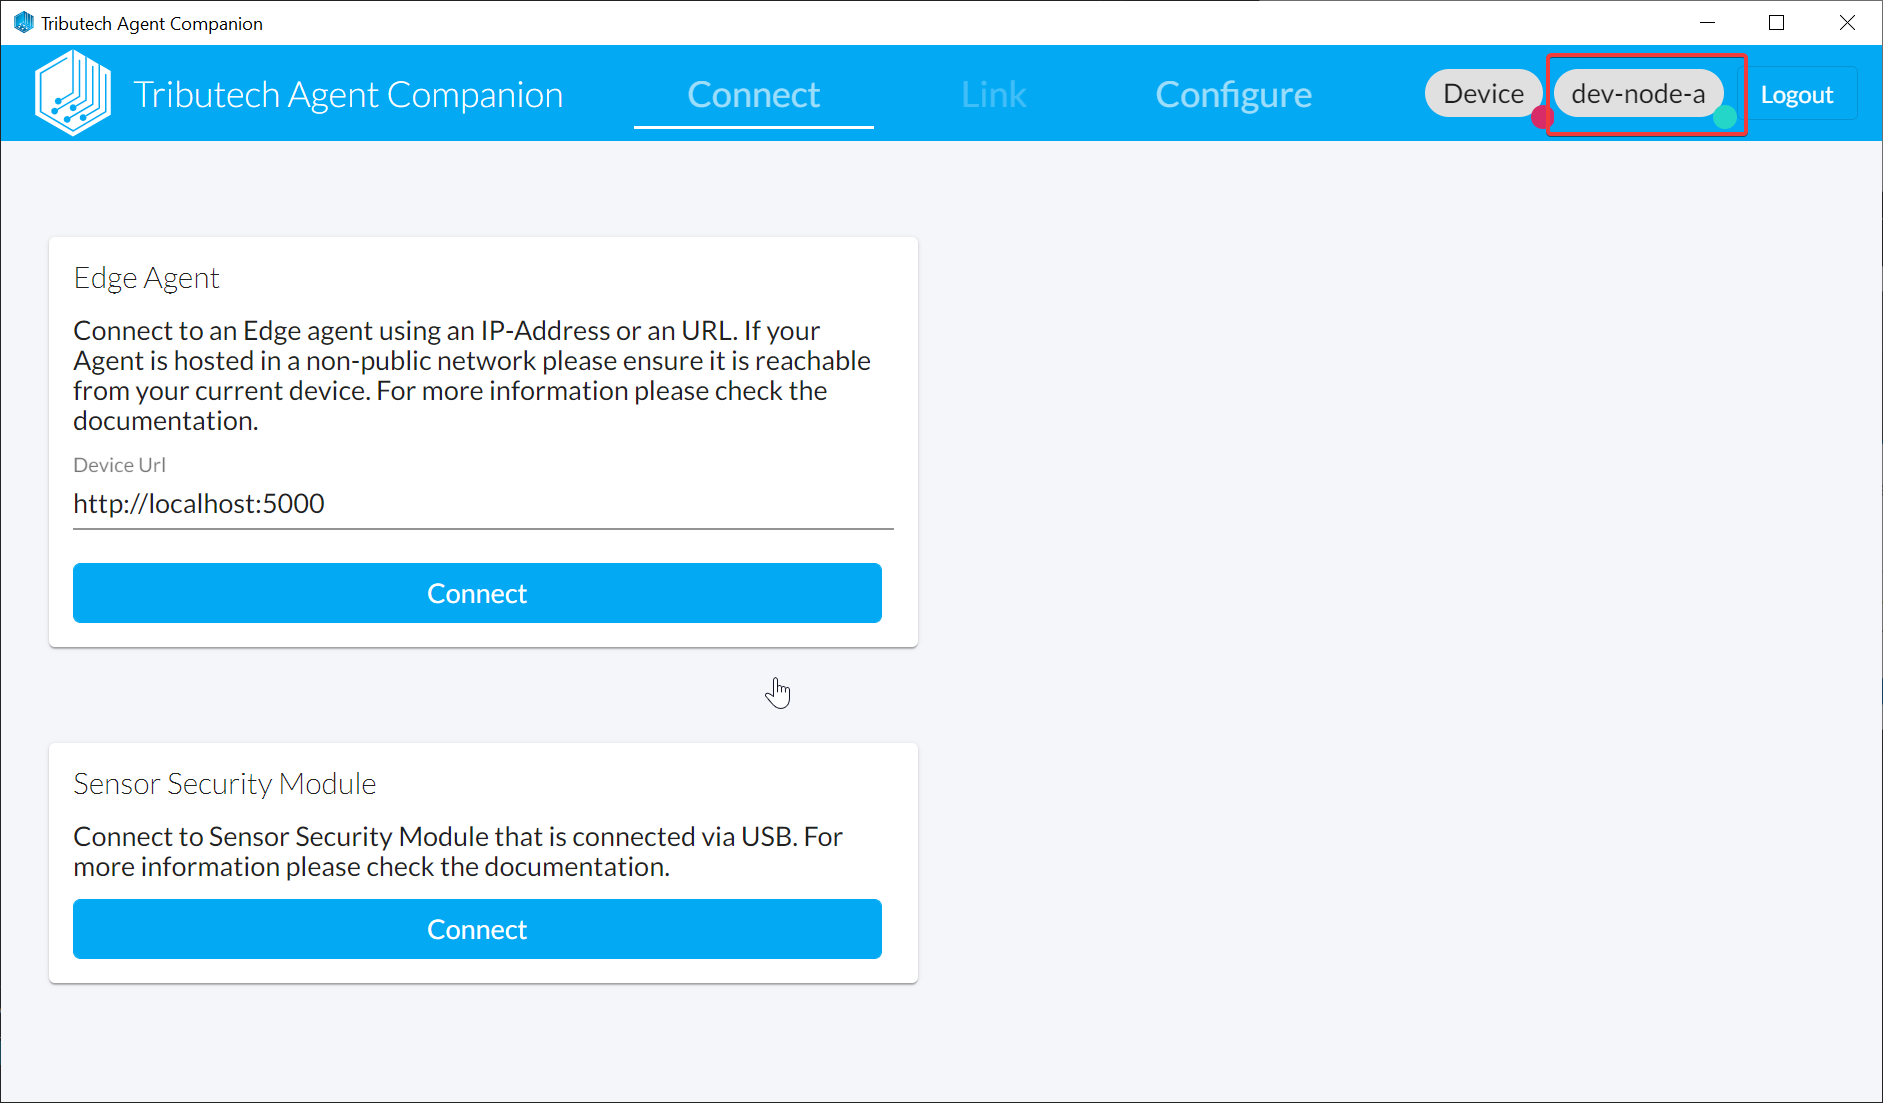 Tributech Agent Companion
Tributech Agent Companion
Connect
Link
Configure
Device
dev-node-a
Logout
Edge Agent
Connect to an Edge agent using an IP-Address or an URL. If your
Agent is hosted in a non-public network please ensure it is reachable
from your current device. For more information please check the
documentation.
Device Url
http://localhost:5000
Connect
Sensor Security Module
Connect to Sensor Security Module that is connected via USB. For
more information please check the documentation.
Connect